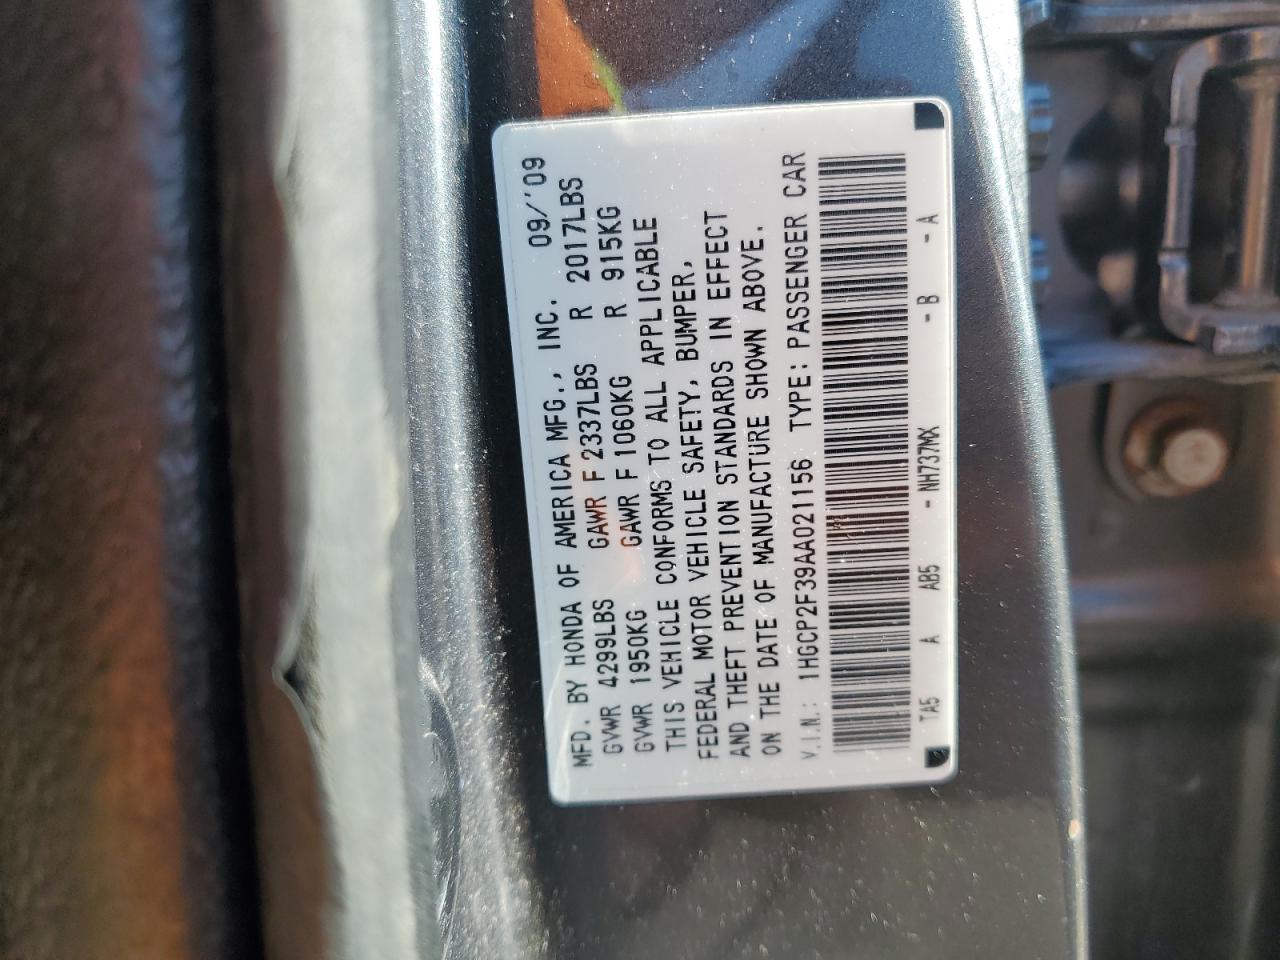 MFD. BY HONDA OF AMERICA MFG., INC. 09/'09
GVWR 4299LBS GAWR F 2337LBS R 2017LBS
GVWR 1950KG GAWR F 1060KG R 915KG
THIS VEHICLE CONFORMS TO ALL APPLICABLE
FEDERAL MOTOR VEHICLE SAFETY, BUMPER,
AND THEFT PREVENTION STANDARDS IN EFFECT
ON THE DATE OF MANUFACTURE SHOWN ABOVE.
V.I.N.: 1HGCP2F39AA021156 TYPE: PASSENGER CAR
TA5 A AB5 - NH737MX - B - A